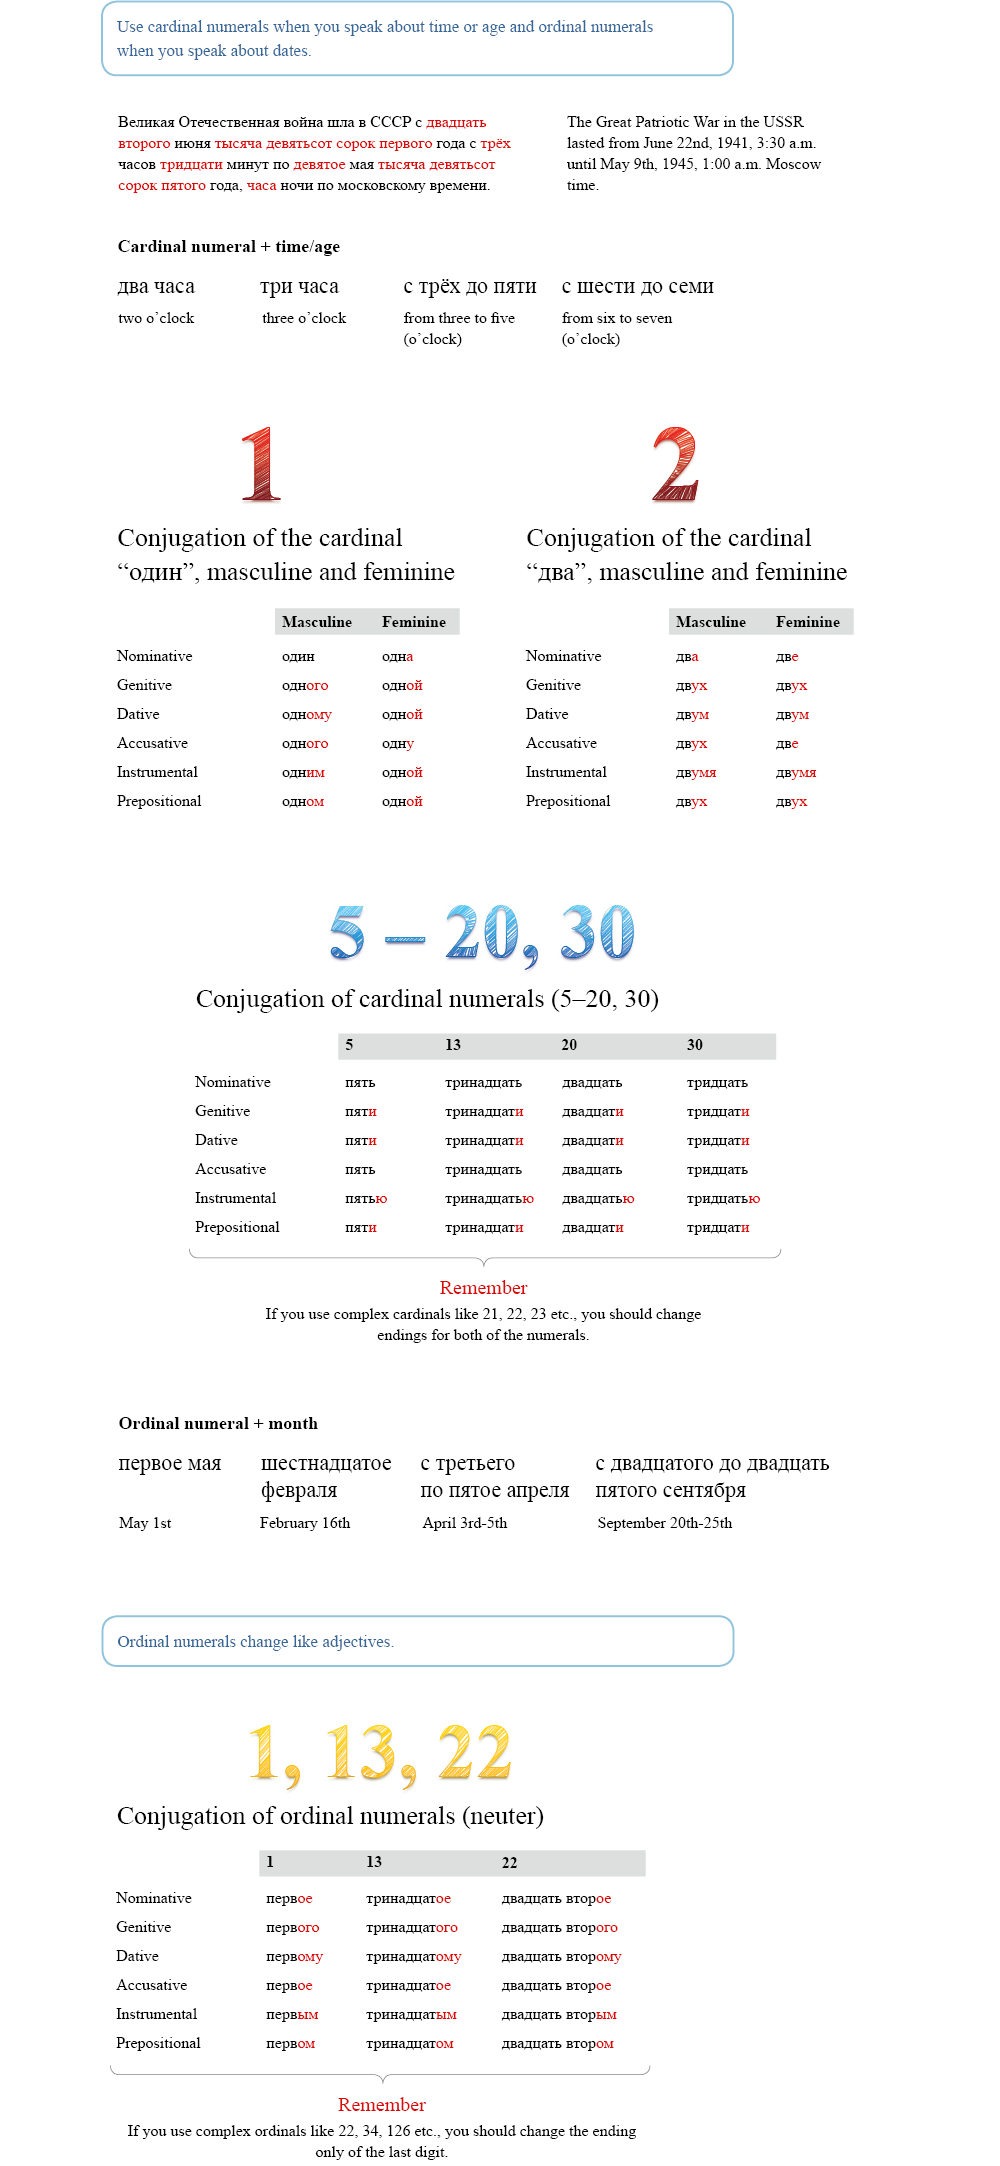 Use cardinal numerals when you speak about time or age and ordinal numerals
when you speak about dates.
Великая Отечественная война шла в СССР с двадцать
второго июня тысяча девятьсот сорок первого года с трёх
часов тридцати минут по девятое мая тысяча девятьсот
сорок пятого года, часа ночи по московскому времени.
The Great Patriotic War in the USSR
lasted from June 22nd, 1941, 3:30 a.m.
until May 9th, 1945, 1:00 a.m. Moscow
time.
Cardinal numeral + time/age
два часа три часа с трёх до пяти с шести до семи
two o’clock three o’clock from three to five from six to seven
(o’clock) (o’clock)
1
Conjugation of the cardinal
“один”, masculine and feminine
Masculine Feminine
Nominative один одна
Genitive одного одной
Dative одному одной
Accusative одного одну
Instrumental одним одной
Prepositional одном одной
2
Conjugation of the cardinal
“два”, masculine and feminine
Masculine Feminine
Nominative два две
Genitive двух двух
Dative двум двум
Accusative двух две
Instrumental двумя двумя
Prepositional двух двух
5 – 20, 30
Conjugation of cardinal numerals (5–20, 30)
5 13 20 30
Nominative пять тринадцать двадцать тридцать
Genitive пяти тринадцати двадцати тридцати
Dative пяти тринадцати двадцати тридцати
Accusative пять тринадцать двадцать тридцать
Instrumental пятью тринадцатью двадцатью тридцатью
Prepositional пяти тринадцати двадцати тридцати
Remember
If you use complex cardinals like 21, 22, 23 etc., you should change
endings for both of the numerals.
Ordinal numeral + month
первое мая шестнадцатое с третьего с двадцатого до двадцать
февраля по пятое апреля пятого сентября
May 1st February 16th April 3rd-5th September 20th-25th
Ordinal numerals change like adjectives.
1, 13, 22
Conjugation of ordinal numerals (neuter)
1 13 22
Nominative первое тринадцатое двадцать второе
Genitive первого тринадцатого двадцать второго
Dative первому тринадцатому двадцать второму
Accusative первое тринадцатое двадцать второе
Instrumental первым тринадцатым двадцать вторым
Prepositional первом тринадцатом двадцать втором
Remember
If you use complex ordinals like 22, 34, 126 etc., you should change the ending
only of the last digit.